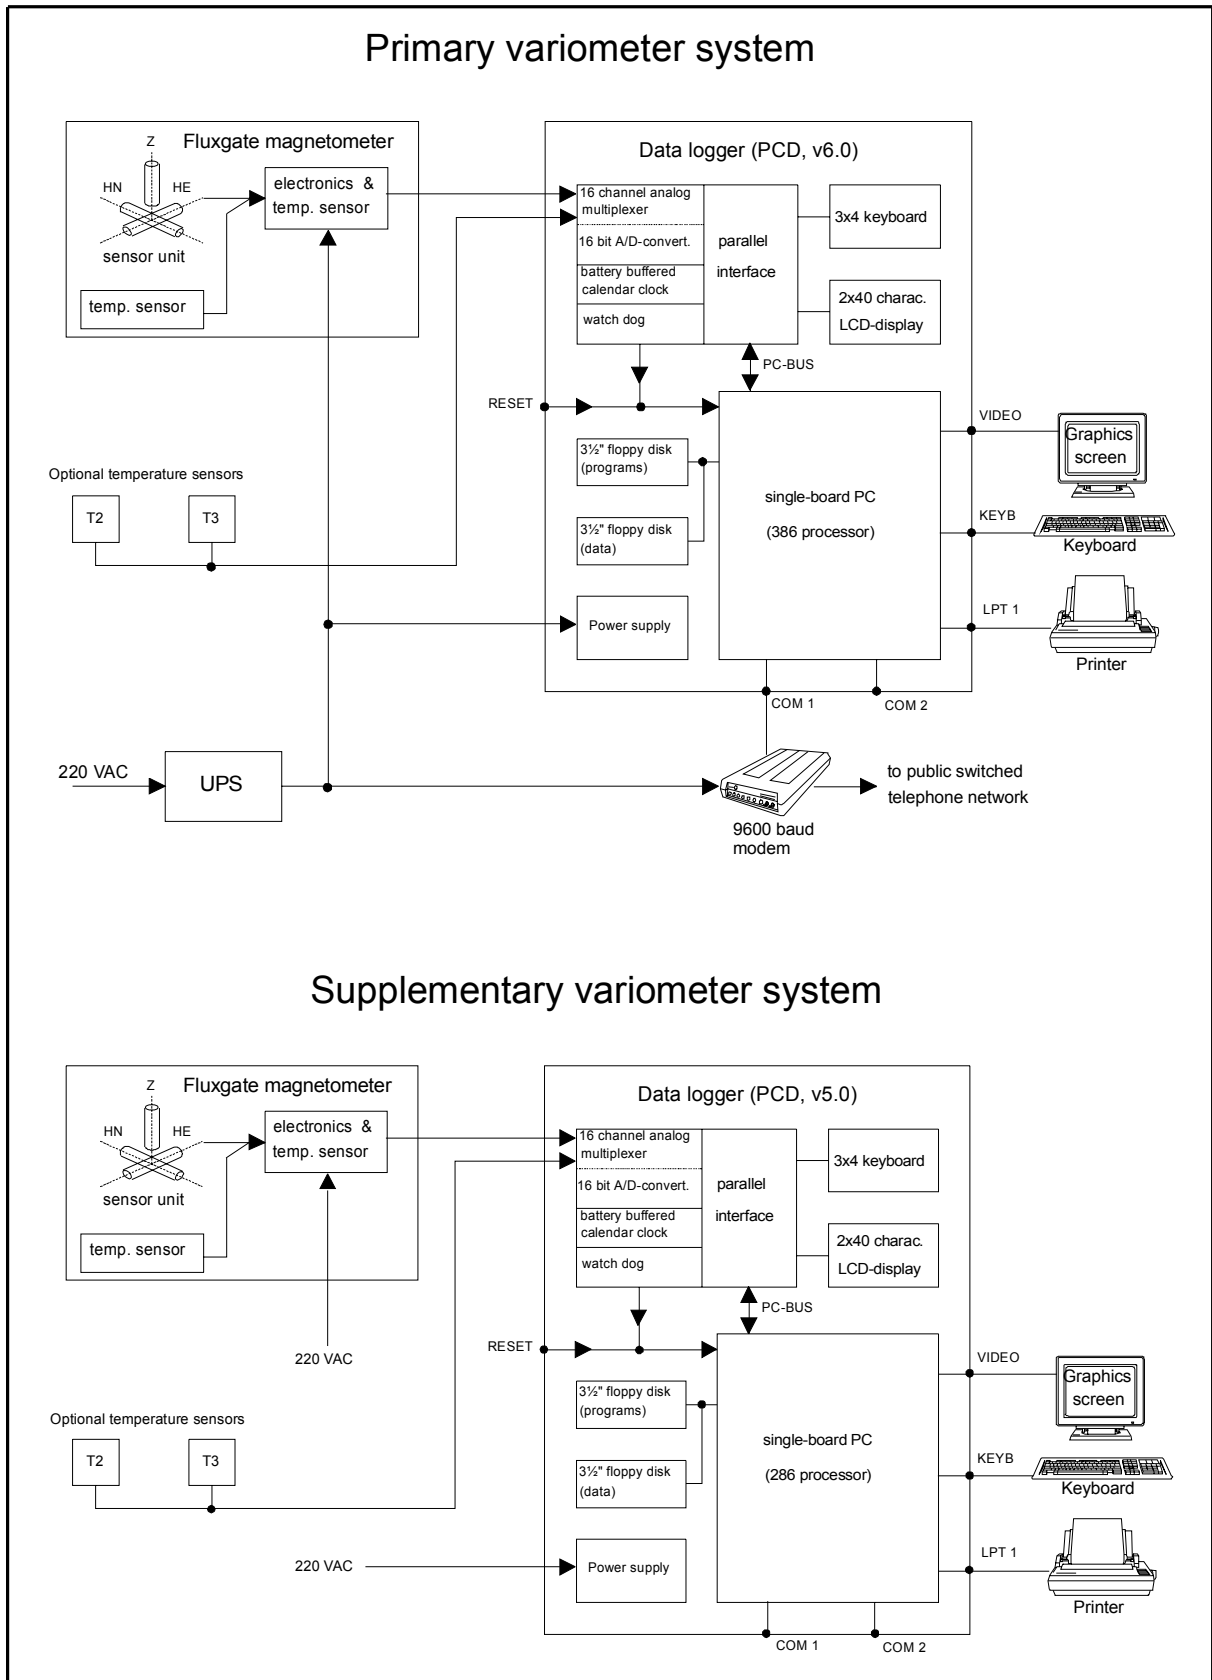 Primary variometer system
Fluxgate magnetometer
Z
HN
HE
sensor unit
electronics &
temp. sensor
temp. sensor
Data logger (PCD, v6.0)
16 channel analog
multiplexer
16 bit A/D-convert.
battery buffered
calendar clock
watch dog
parallel
interface
3x4 keyboard
2x40 charac.
LCD-display
PC-BUS
RESET
3½" floppy disk
(programs)
3½" floppy disk
(data)
single-board PC
(386 processor)
Power supply
VIDEO
Graphics
screen
KEYB
Keyboard
LPT 1
Printer
COM 1
COM 2
Optional temperature sensors
T2
T3
220 VAC
UPS
9600 baud
modem
to public switched
telephone network
Supplementary variometer system
Fluxgate magnetometer
Z
HN
HE
sensor unit
electronics &
temp. sensor
temp. sensor
220 VAC
Data logger (PCD, v5.0)
16 channel analog
multiplexer
16 bit A/D-convert.
battery buffered
calendar clock
watch dog
parallel
interface
3x4 keyboard
2x40 charac.
LCD-display
PC-BUS
RESET
3½" floppy disk
(programs)
3½" floppy disk
(data)
single-board PC
(286 processor)
Power supply
VIDEO
Graphics
screen
KEYB
Keyboard
LPT 1
Printer
COM 1
COM 2
Optional temperature sensors
T2
T3
220 VAC